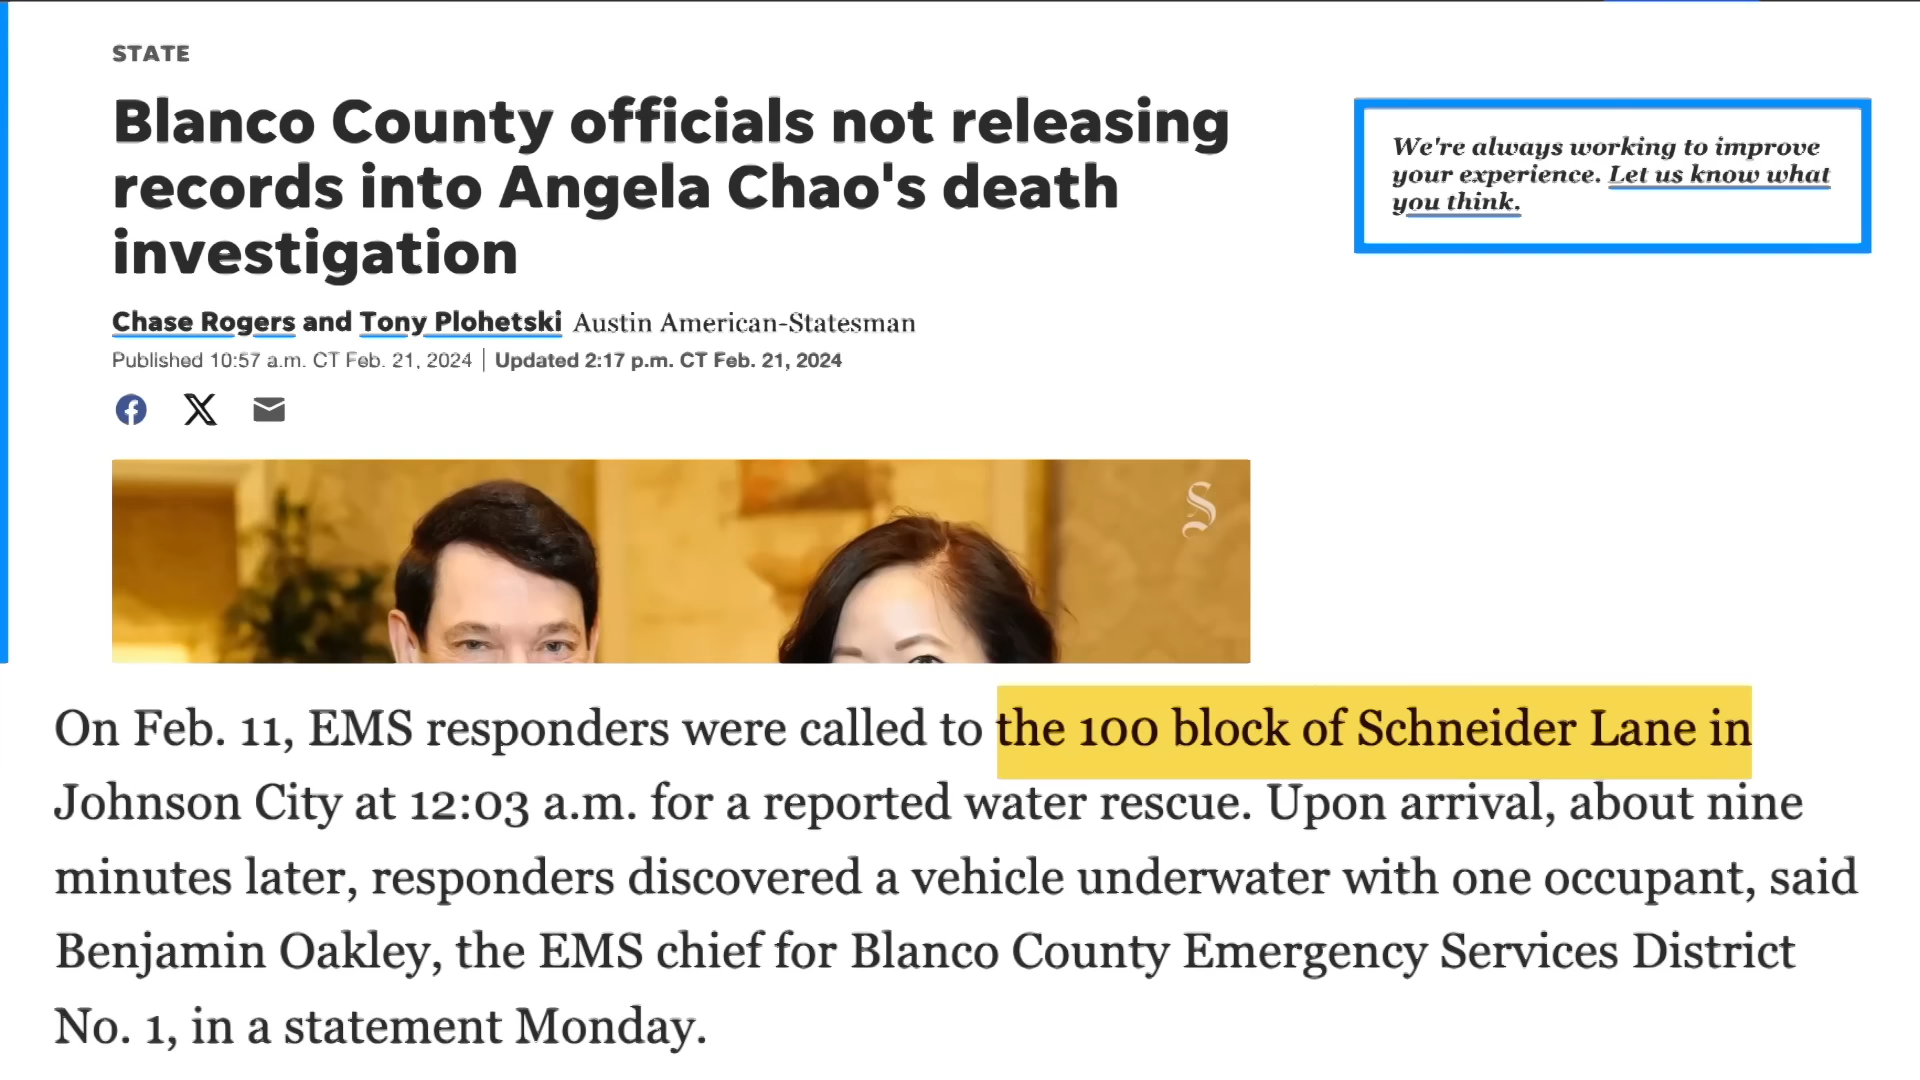 STATE
Blanco County officials not releasing
records into Angela Chao's death
investigation
Chase Rogers and Tony Plohetski Austin American-Statesman
Published 10:57 a.m. CT Feb. 21, 2024 | Updated 2:17 p.m. CT Feb. 21, 2024
We're always working to improve
your experience. Let us know what
you think.
S
On Feb. 11, EMS responders were called to the 100 block of Schneider Lane in
Johnson City at 12:03 a.m. for a reported water rescue. Upon arrival, about nine
minutes later, responders discovered a vehicle underwater with one occupant, said
Benjamin Oakley, the EMS chief for Blanco County Emergency Services District
No. 1, in a statement Monday.